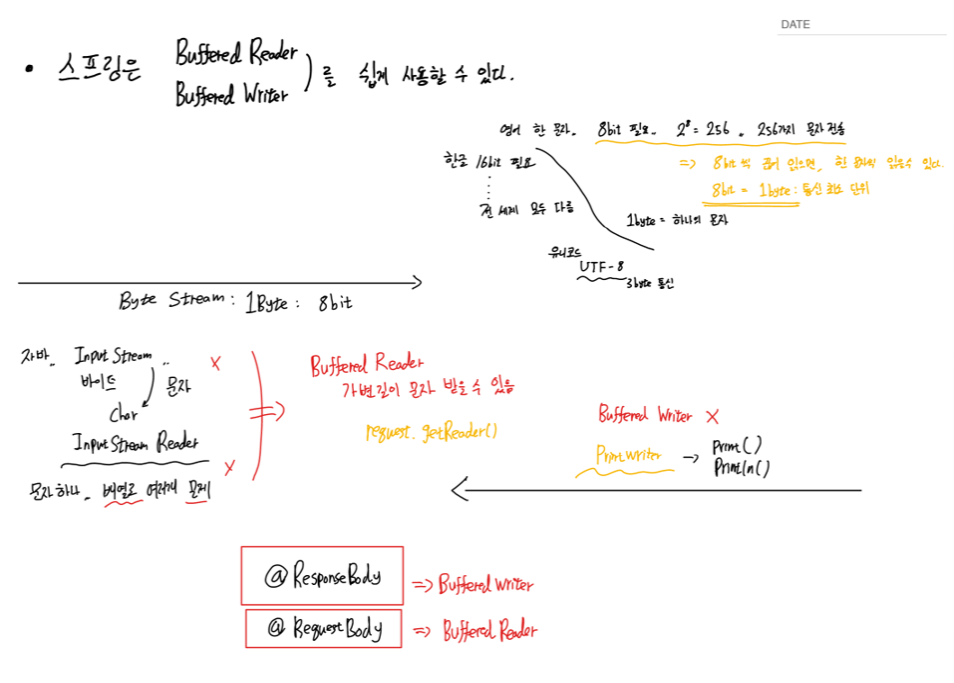 DATE
• 스프링은 Buffered Reader
Buffered Writer ) 를 쉽게 사용할 수 있다.
영어 한 문자. 8bit 필요. 2⁸ = 256. 256가지 문자 전송
한글 16bit 필요
=> 8bit 씩 끊어 읽으면, 한 문자씩 읽을수 있다.
8bit = 1byte : 통신 최소 단위
전 세계 모두 다름
1byte = 하나의 문자
유니코드
UTF-8
3byte 통신
Byte Stream : 1Byte : 8bit
자바.. Input Stream .. X
바이트
문자
Char
InputStream Reader
X
문자 하나. 배열로 여러개 문제
=> Buffered Reader
가변길이 문자 받을 수 있음
request.getReader()
Buffered Writer X
PrintWriter → Print()
Println()
@ResponseBody => Buffered Writer
@RequestBody => Buffered Reader